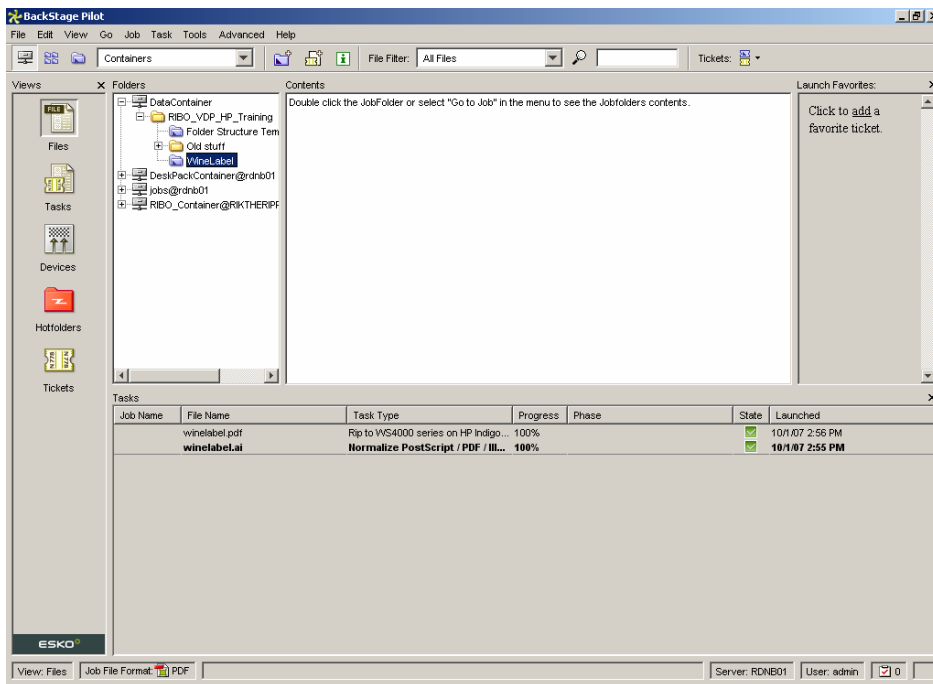 BackStage Pilot
File Edit View Go Job Task Tools Advanced Help
Containers File Filter: All Files Tickets:
Views Folders Contents Launch Favorites:
FILE
Files
Tasks
Devices
Hotfolders
N 778 N 778
Tickets
DataContainer
RIBO_VDP_HP_Training
Folder Structure Tem
Old stuff
WineLabel
DeskPackContainer@rdnb01
jobs@rdnb01
RIBO_Container@RIKTHERIPF
Double click the JobFolder or select "Go to Job" in the menu to see the Jobfolders contents.
Click to add a
favorite ticket.
Tasks
Job Name File Name Task Type Progress Phase State Launched
winelabel.pdf Rip to WS4000 series on HP Indigo... 100% 10/1/07 2:56 PM
winelabel.ai Normalize PostScript / PDF / Ill... 100% 10/1/07 2:55 PM
ESKO
View: Files Job File Format: PDF Server: RDNB01 User: admin 0